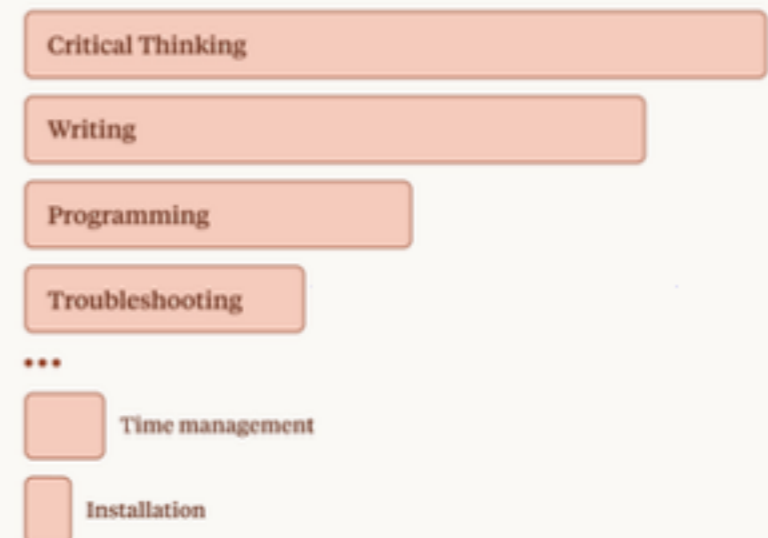 Critical Thinking
Writing
Programming
Troubleshooting
•••
Time management
Installation